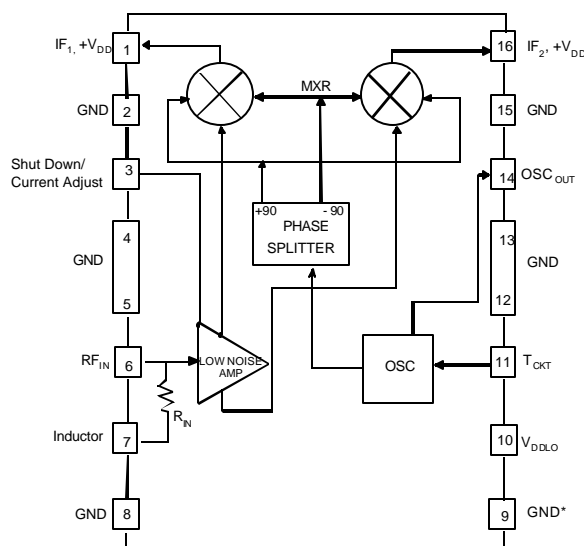 IF1, +VDD
1
16
IF2, +VDD
MXR
GND
2
15
GND
Shut Down/
Current Adjust
3
14
OSC OUT
+90
- 90
PHASE
SPLITTER
4
GND
5
13
GND
12
RFIN
6
LOW NOISE
AMP
OSC
11
TCKT
RIN
Inductor
7
10
VDDLO
GND
8
9
GND*